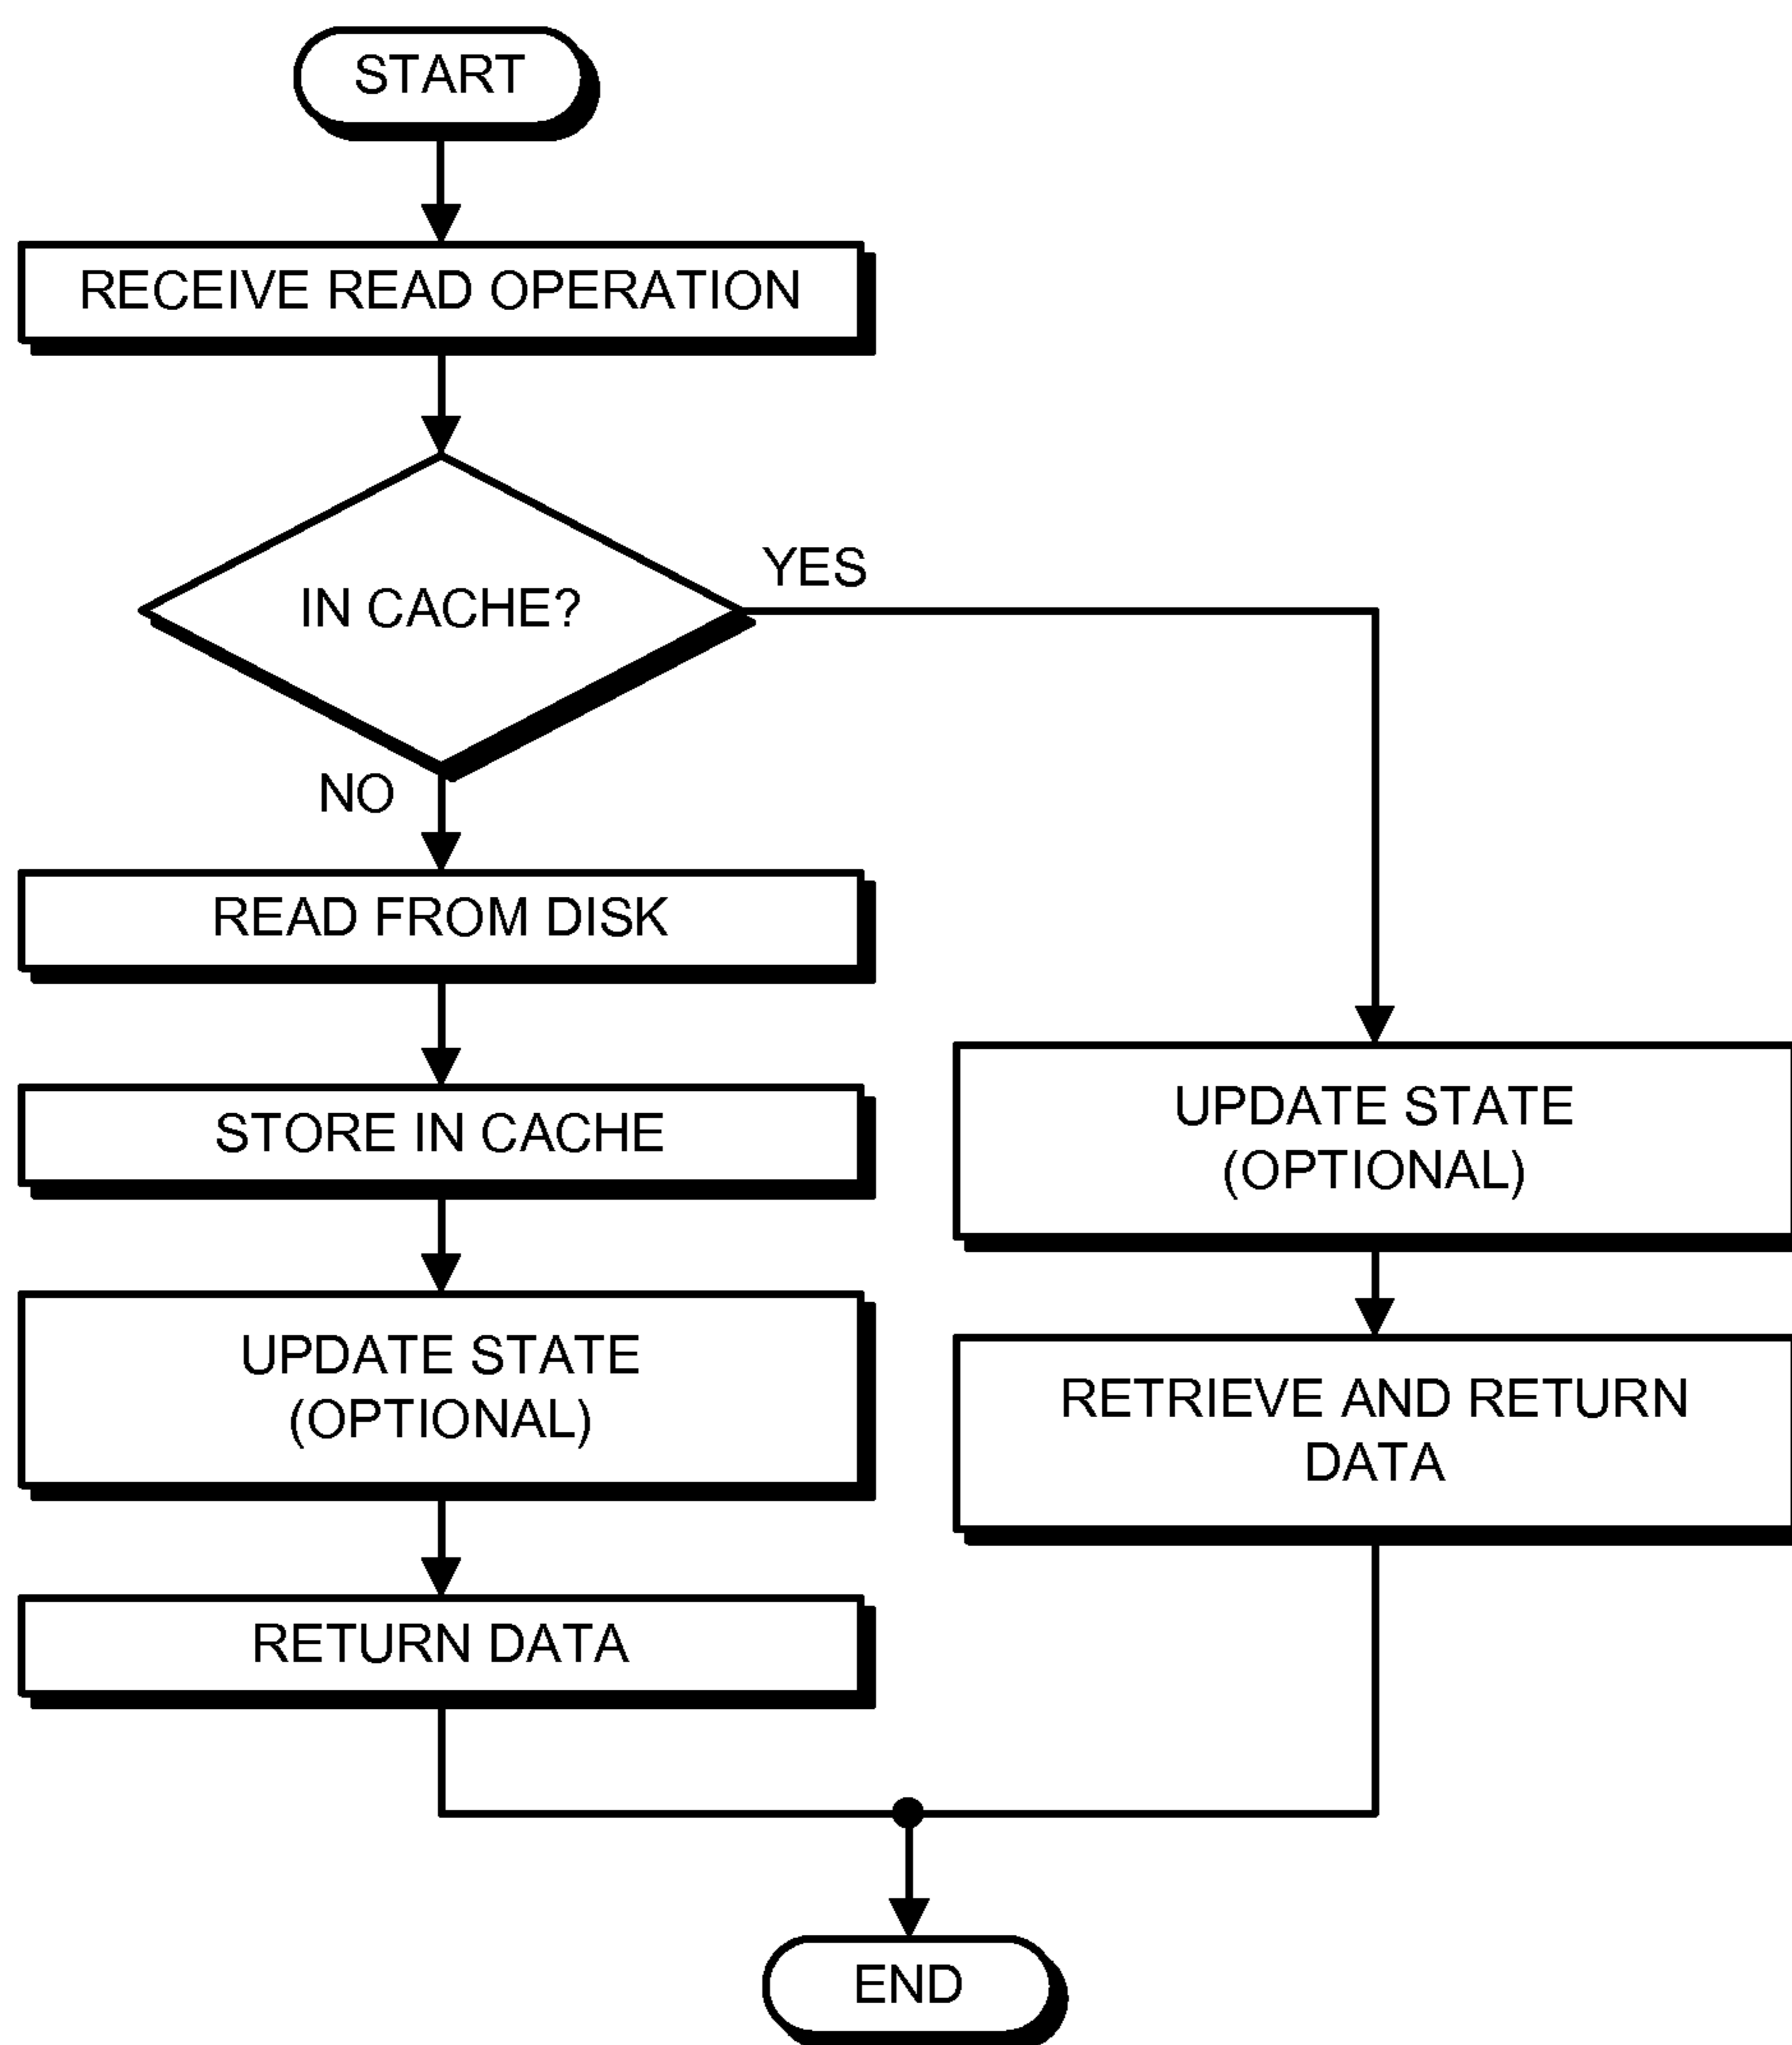 START
RECEIVE READ OPERATION
IN CACHE?
YES
NO
READ FROM DISK
STORE IN CACHE
UPDATE STATE
(OPTIONAL)
RETURN DATA
UPDATE STATE
(OPTIONAL)
RETRIEVE AND RETURN
DATA
END